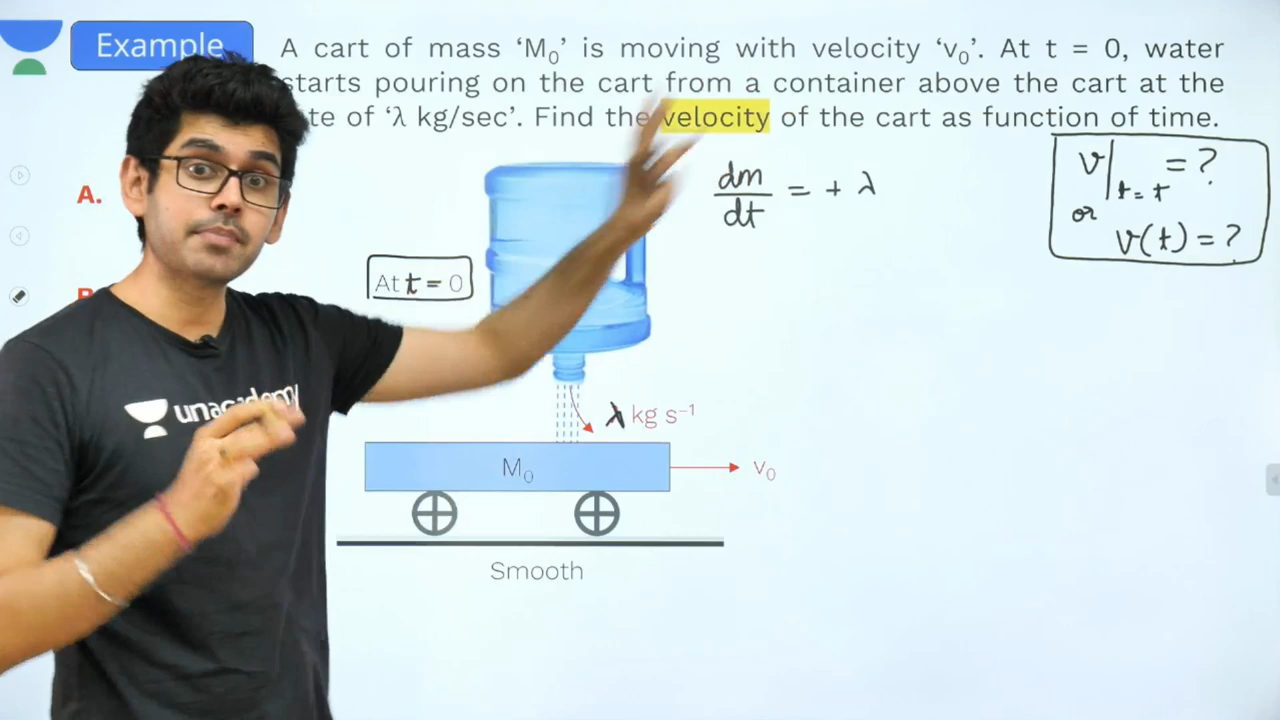 Example
A cart of mass ‘M₀’ is moving with velocity ‘v₀’. At t = 0, water
starts pouring on the cart from a container above the cart at the
of ‘λ kg/sec’. Find the velocity of the cart as function of time.
A.
dm/dt = + λ
v|t=t = ?
or
v(t) = ?
At t = 0
unacademy
λ kg s⁻¹
M₀
v₀
Smooth